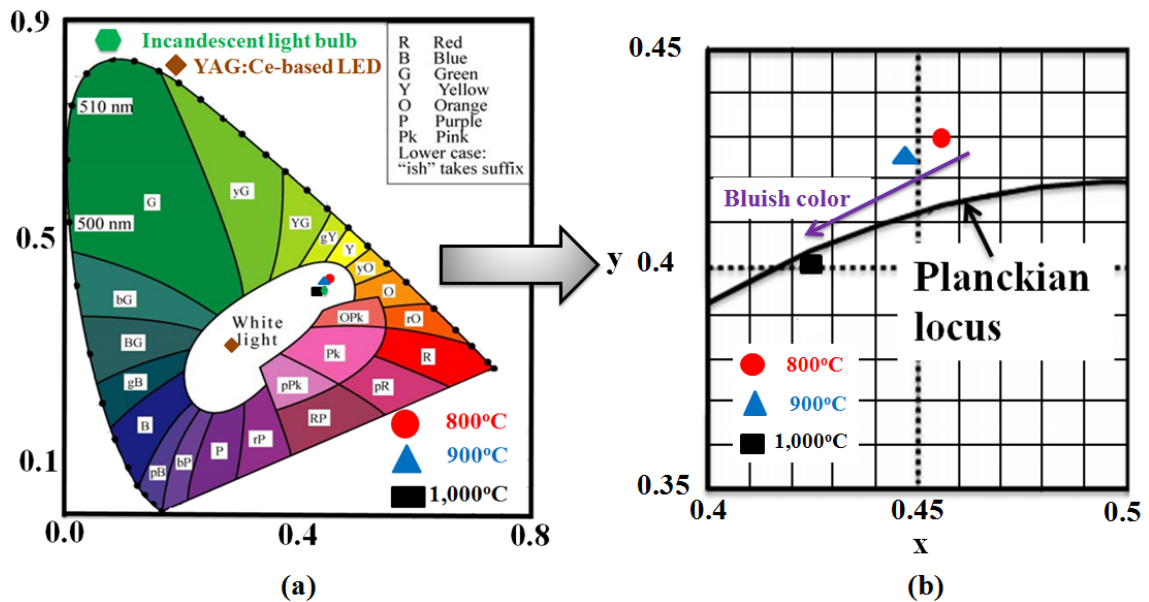 0.9
0.5
0.1
0.0
0.4
0.8
Incandescent light bulb
YAG:Ce-based LED
R Red
B Blue
G Green
Y Yellow
O Orange
P Purple
Pk Pink
Lower case:
“ish” takes suffix
510 nm
500 nm
G
yG
YG
gY
Y
yO
O
rO
R
OPk
Pk
pPk
pR
RP
rP
P
bP
pB
B
gB
BG
bG
White
light
800°C
900°C
1,000°C
(a)
0.45
y
0.4
0.35
0.4
0.45
0.5
x
Bluish color
Planckian
locus
800°C
900°C
1,000°C
(b)